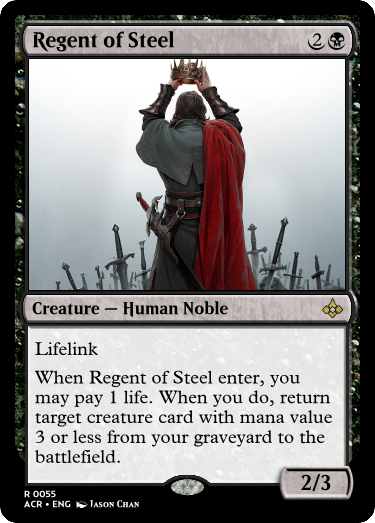 Regent of Steel 2
Creature — Human Noble
Lifelink
When Regent of Steel enter, you
may pay 1 life. When you do, return
target creature card with mana value
3 or less from your graveyard to the
battlefield.
2/3
R 0055
ACR • ENG Jason Chan